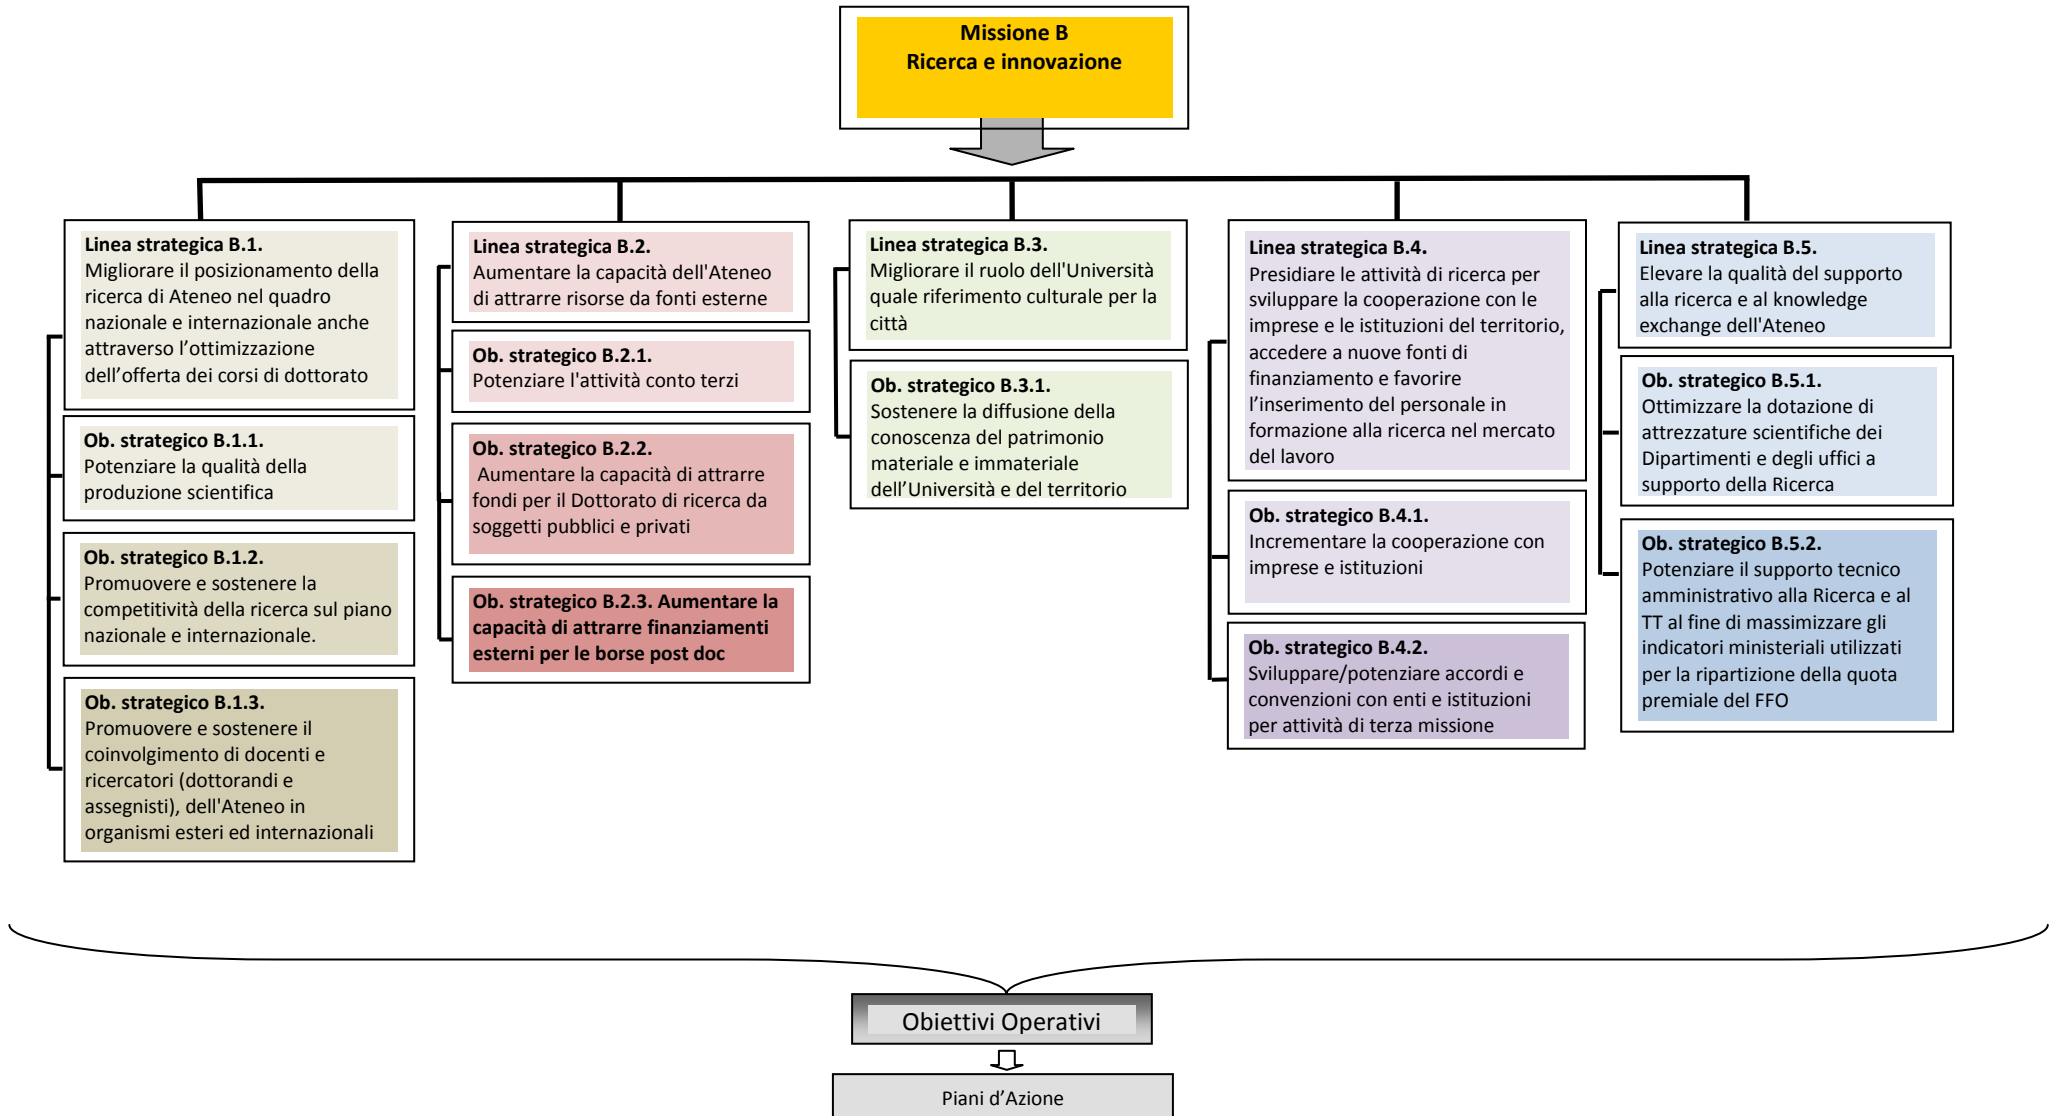 Missione B
Ricerca e innovazione
Linea strategica B.1.
Migliorare il posizionamento della
ricerca di Ateneo nel quadro
nazionale e internazionale anche
attraverso l’ottimizzazione
dell’offerta dei corsi di dottorato
Ob. strategico B.1.1.
Potenziare la qualità della
produzione scientifica
Ob. strategico B.1.2.
Promuovere e sostenere la
competitività della ricerca sul piano
nazionale e internazionale.
Ob. strategico B.1.3.
Promuovere e sostenere il
coinvolgimento di docenti e
ricercatori (dottorandi e
assegnisti), dell'Ateneo in
organismi esteri ed internazionali
Linea strategica B.2.
Aumentare la capacità dell'Ateneo
di attrarre risorse da fonti esterne
Ob. strategico B.2.1.
Potenziare l'attività conto terzi
Ob. strategico B.2.2.
Aumentare la capacità di attrarre
fondi per il Dottorato di ricerca da
soggetti pubblici e privati
Ob. strategico B.2.3. Aumentare la
capacità di attrarre finanziamenti
esterni per le borse post doc
Linea strategica B.3.
Migliorare il ruolo dell'Università
quale riferimento culturale per la
città
Ob. strategico B.3.1.
Sostenere la diffusione della
conoscenza del patrimonio
materiale e immateriale
dell’Università e del territorio
Linea strategica B.4.
Presidiare le attività di ricerca per
sviluppare la cooperazione con le
imprese e le istituzioni del territorio,
accedere a nuove fonti di
finanziamento e favorire
l’inserimento del personale in
formazione alla ricerca nel mercato
del lavoro
Ob. strategico B.4.1.
Incrementare la cooperazione con
imprese e istituzioni
Ob. strategico B.4.2.
Sviluppare/potenziare accordi e
convenzioni con enti e istituzioni
per attività di terza missione
Linea strategica B.5.
Elevare la qualità del supporto
alla ricerca e al knowledge
exchange dell'Ateneo
Ob. strategico B.5.1.
Ottimizzare la dotazione di
attrezzature scientifiche dei
Dipartimenti e degli uffici a
supporto della Ricerca
Ob. strategico B.5.2.
Potenziare il supporto tecnico
amministrativo alla Ricerca e al
TT al fine di massimizzare gli
indicatori ministeriali utilizzati
per la ripartizione della quota
premiale del FFO
Obiettivi Operativi
Piani d’Azione